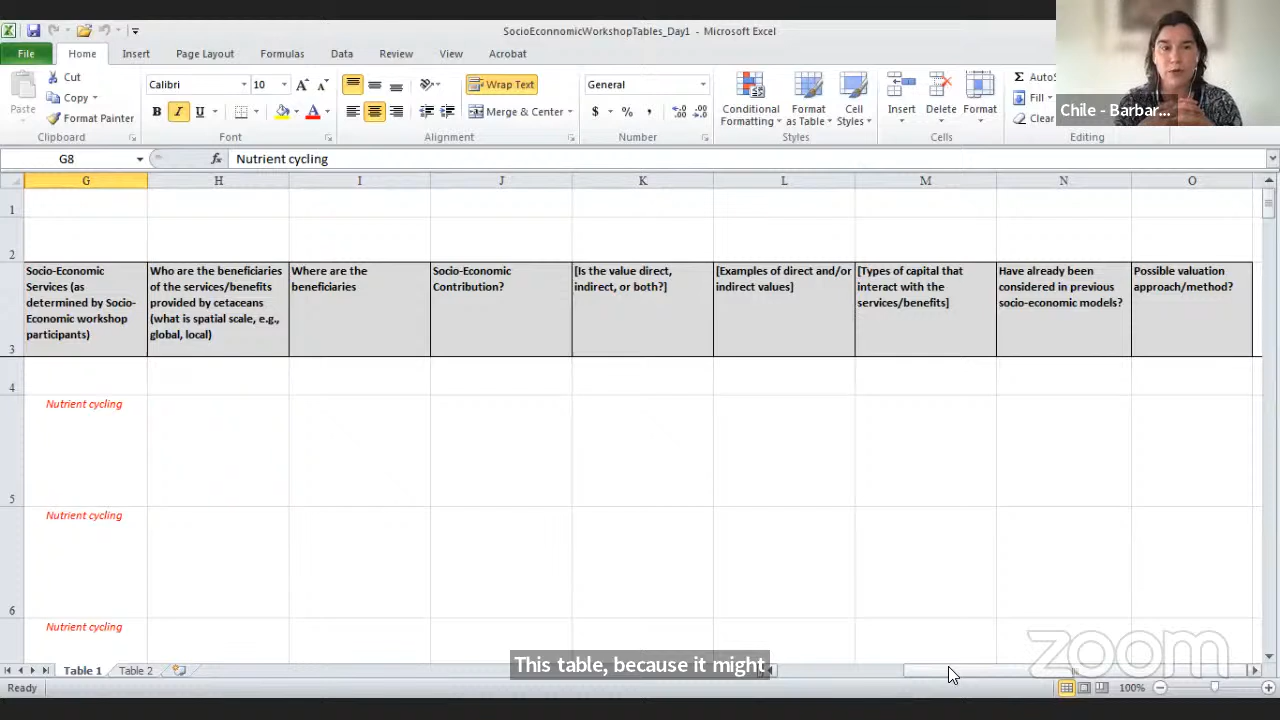 SocioEconnomicWorkshopTables_Day1 - Microsoft Excel
File Home Insert Page Layout Formulas Data Review View Acrobat
Paste
Cut
Copy
Format Painter
Clipboard
Calibri 10
B I U
Font
Wrap Text
Merge & Center
Alignment
General
$ % ,
Number
Conditional Formatting
Format as Table
Cell Styles
Styles
Insert Delete Format
Cells
Fill
Clear
Editing
Chile - Barbar...
G8 fx Nutrient cycling
G H I J K L M N O
1
2
3
Socio-Economic
Services (as
determined by Socio-
Economic workshop
participants)
Who are the beneficiaries
of the services/benefits
provided by cetaceans
(what is spatial scale, e.g.,
global, local)
Where are the
beneficiaries
Socio-Economic
Contribution?
[Is the value direct,
indirect, or both?]
[Examples of direct and/or
indirect values]
[Types of capital that
interact with the
services/benefits]
Have already been
considered in previous
socio-economic models?
Possible valuation
approach/method?
4
Nutrient cycling
5
Nutrient cycling
6
Nutrient cycling
zoom
This table, because it might
Table 1 Table 2
Ready
100%